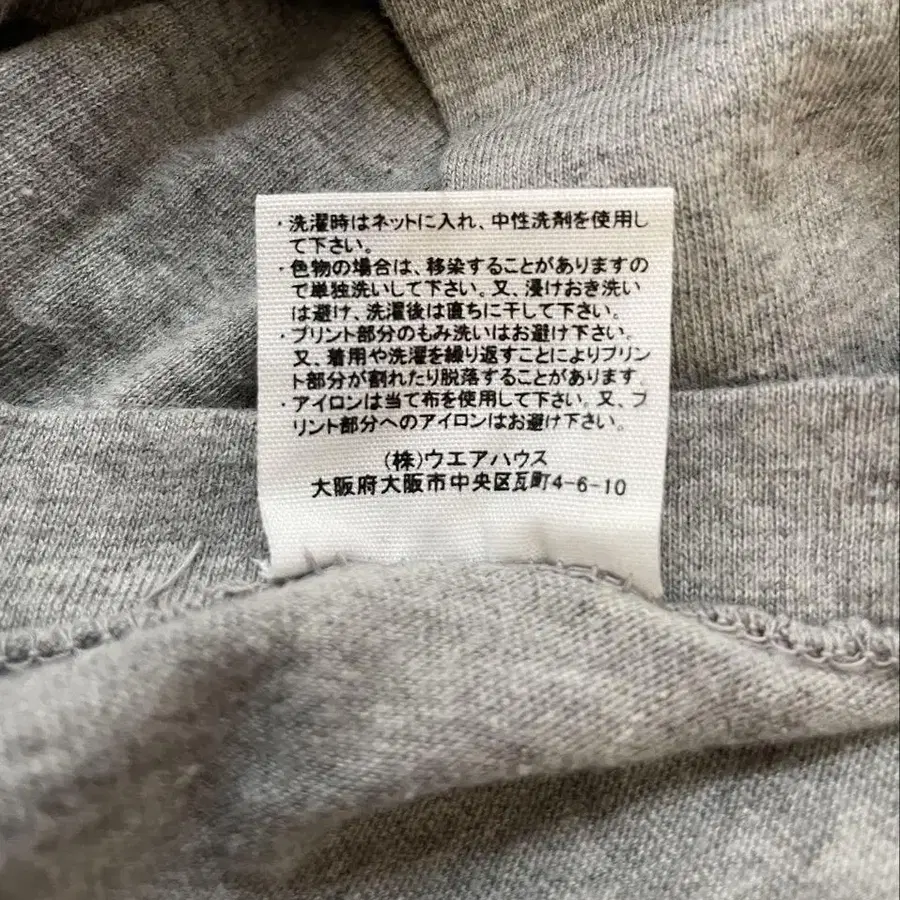 ・洗濯時はネットに入れ、中性洗剤を使用し
て下さい。
・色物の場合は、移染することがありますの
で単独洗いして下さい。又、浸けおき洗い
は避け、洗濯後は直ちに干して下さい。
・プリント部分のもみ洗いはお避け下さい。
又、着用や洗濯を繰り返すことによりプリン
ト部分が割れたり脱落することがあります。
・アイロンは当て布を使用して下さい。又、プ
リント部分へのアイロンはお避け下さい。
(株)ウエアハウス
大阪府大阪市中央区瓦町4-6-10